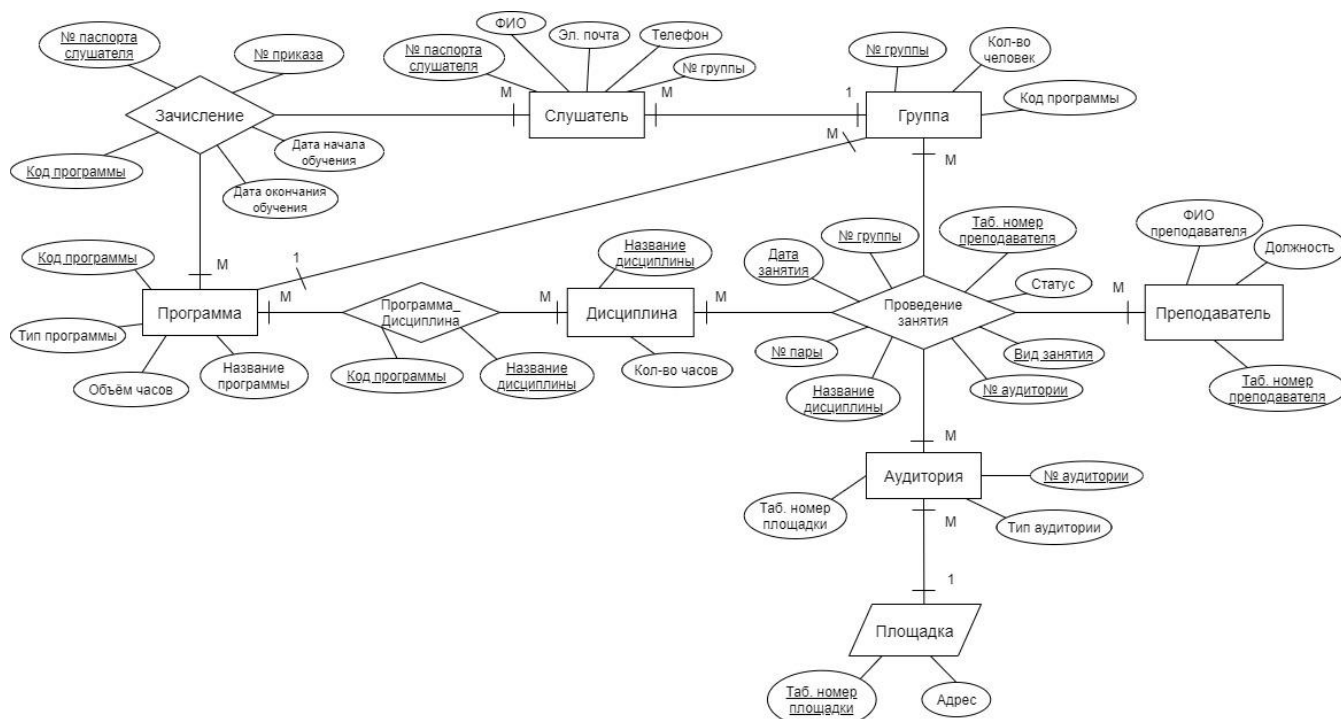 № паспорта
слушателя
№ приказа
Зачисление
Код программы
Дата начала
обучения
Дата окончания
обучения
М
ФИО
Эл. почта
Телефон
№ паспорта
слушателя
№ группы
Слушатель
М
1
№ группы
Кол-во
человек
Код программы
Группа
М
М
М
1
Код программы
Программа
Тип программы
Объём часов
Название
программы
М
Программа_
Дисциплина
Код программы
Название
дисциплины
М
Название
дисциплины
Дисциплина
Кол-во часов
М
Дата
занятия
№ группы
Таб. номер
преподавателя
Статус
Проведение
занятия
№ пары
Название
дисциплины
№ аудитории
Вид занятия
М
ФИО
преподавателя
Должность
Преподаватель
Таб. номер
преподавателя
М
Аудитория
№ аудитории
Таб. номер
площадки
Тип аудитории
М
1
Площадка
Таб. номер
площадки
Адрес